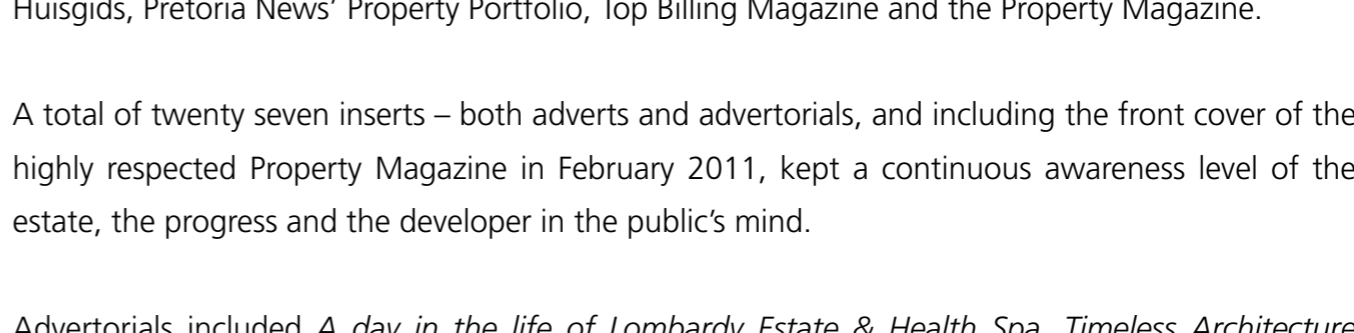 Huisgids, Pretoria News’ Property Portfolio, Top Billing Magazine and the Property Magazine.
A total of twenty seven inserts – both adverts and advertorials, and including the front cover of the
highly respected Property Magazine in February 2011, kept a continuous awareness level of the
estate, the progress and the developer in the public’s mind.
Advertorials included A day in the life of Lombardy Estate & Health Spa, Timeless Architecture